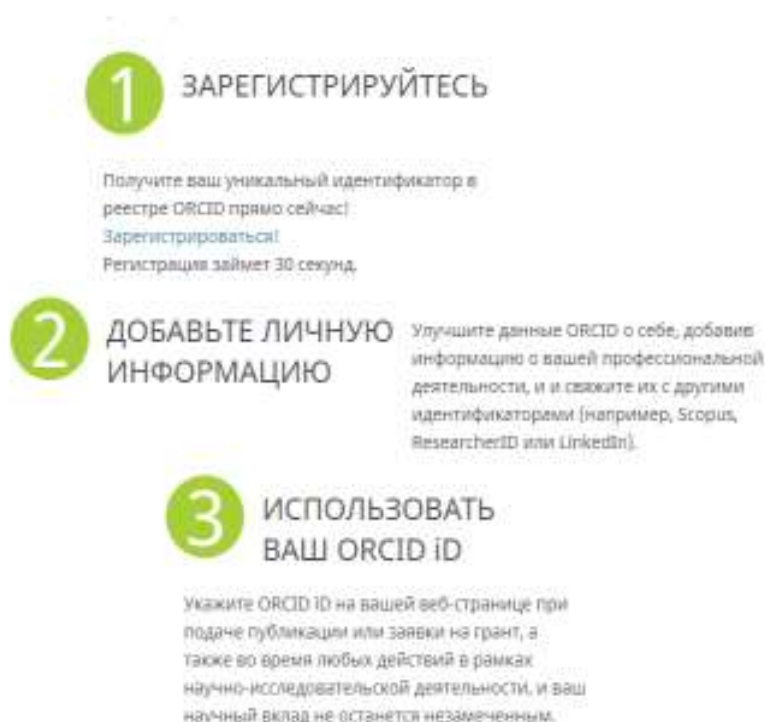 1
ЗАРЕГИСТРИРУЙТЕСЬ
Получите ваш уникальный идентификатор в
реестре ORCID прямо сейчас!
Зарегистрироваться!
Регистрация займет 30 секунд.
2
ДОБАВЬТЕ ЛИЧНУЮ
ИНФОРМАЦИЮ
Улучшите данные ORCID о себе, добавив
информацию о вашей профессиональной
деятельности, и и свяжите их с другими
идентификаторами (например, Scopus,
ResearcherID или LinkedIn).
3
ИСПОЛЬЗОВАТЬ
ВАШ ORCID iD
Укажите ORCID iD на вашей веб-странице при
подаче публикации или заявки на грант, а
также во время любых действий в рамках
научно-исследовательской деятельности, и ваш
научный вклад не останется незамеченным.